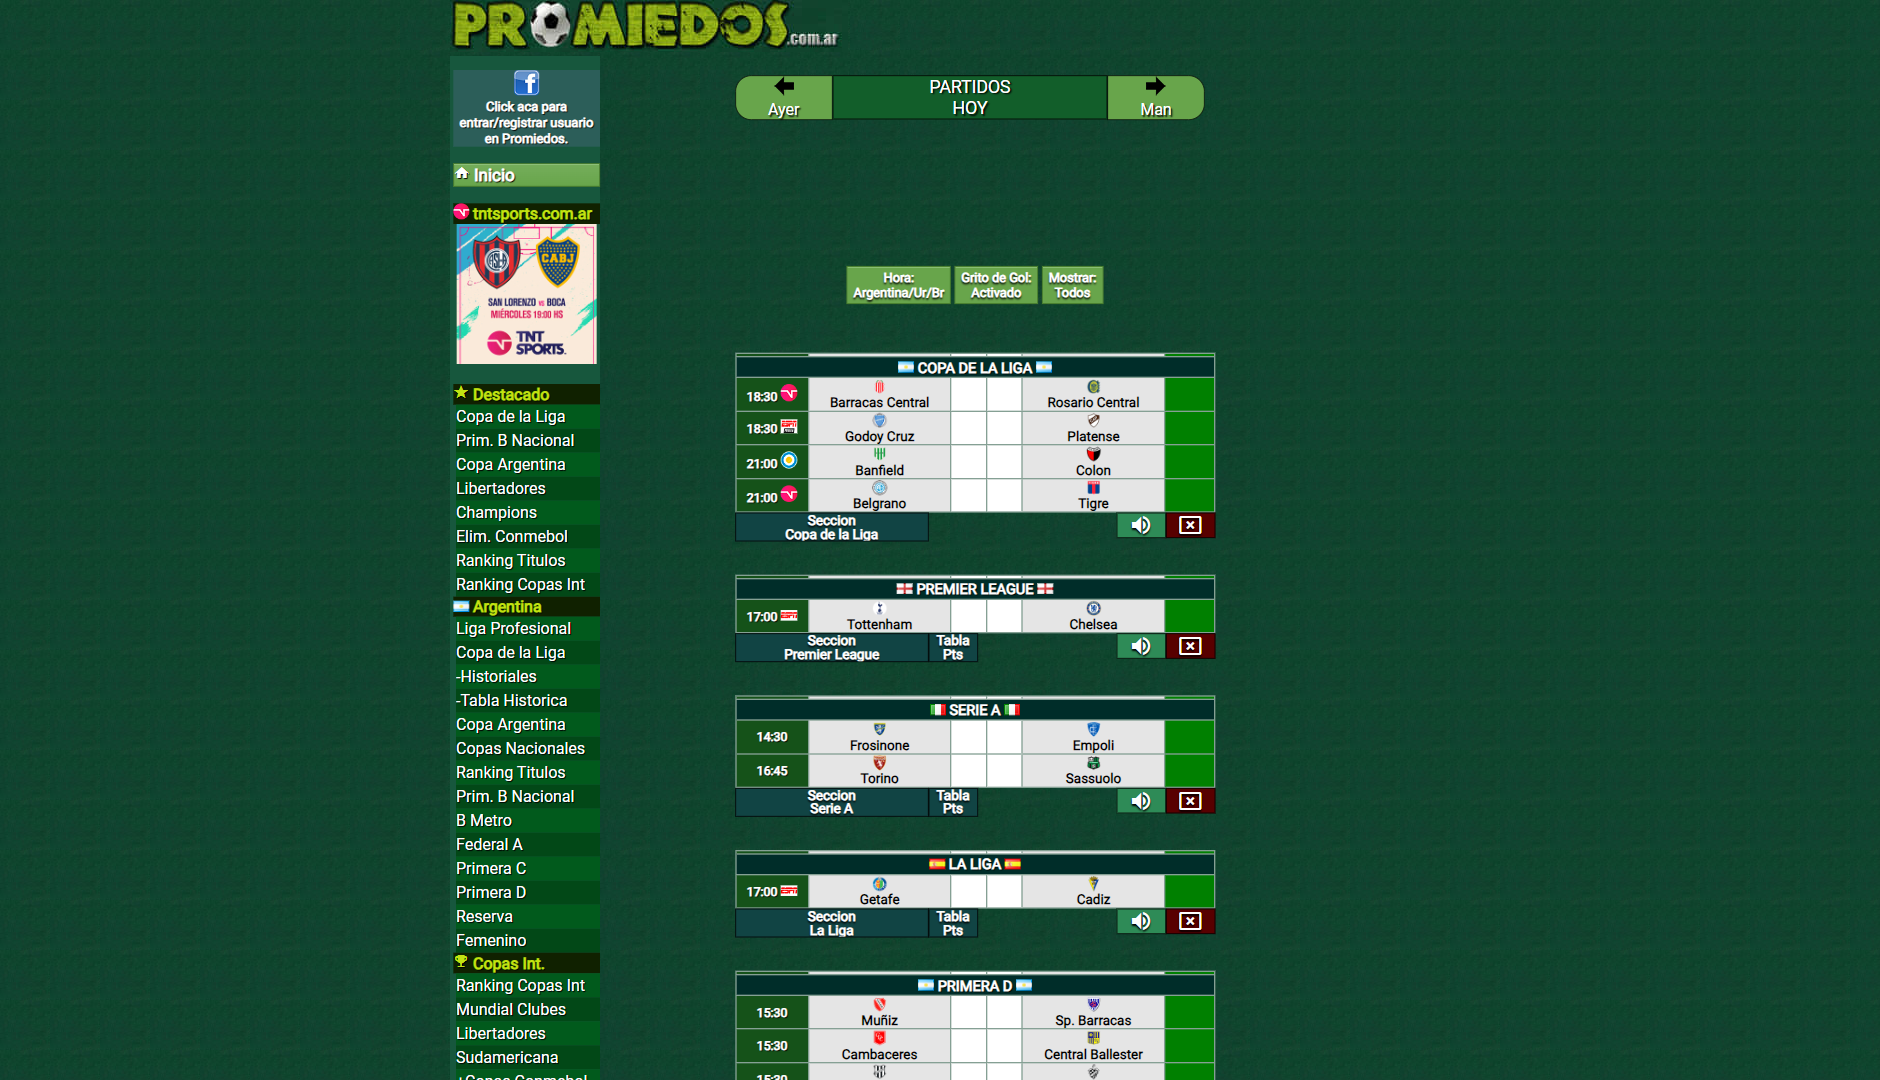 PROMIEDOS.com.ar
Click aca para
entrar/registrar usuario
en Promiedos.
Inicio
tntsports.com.ar
CASLA
CABJ
SAN LORENZO vs BOCA
MIÉRCOLES 19:00 HS
TNT
SPORTS.
Destacado
Copa de la Liga
Prim. B Nacional
Copa Argentina
Libertadores
Champions
Elim. Conmebol
Ranking Titulos
Ranking Copas Int
Argentina
Liga Profesional
Copa de la Liga
-Historiales
-Tabla Historica
Copa Argentina
Copas Nacionales
Ranking Titulos
Prim. B Nacional
B Metro
Federal A
Primera C
Primera D
Reserva
Femenino
Copas Int.
Ranking Copas Int
Mundial Clubes
Libertadores
Sudamericana
Ayer
PARTIDOS
HOY
Man
Hora:
Argentina/Ur/Br
Grito de Gol:
Activado
Mostrar:
Todos
COPA DE LA LIGA
18:30 Barracas Central Rosario Central
18:30 ESPN Godoy Cruz Platense
21:00 Banfield Colon
21:00 Belgrano Tigre
Seccion
Copa de la Liga
PREMIER LEAGUE
17:00 ESPN Tottenham Chelsea
Seccion
Premier League
Tabla
Pts
SERIE A
14:30 Frosinone Empoli
16:45 Torino Sassuolo
Seccion
Serie A
Tabla
Pts
LA LIGA
17:00 ESPN Getafe Cadiz
Seccion
La Liga
Tabla
Pts
PRIMERA D
15:30 Muñiz Sp. Barracas
15:30 Cambaceres Central Ballester
15:30